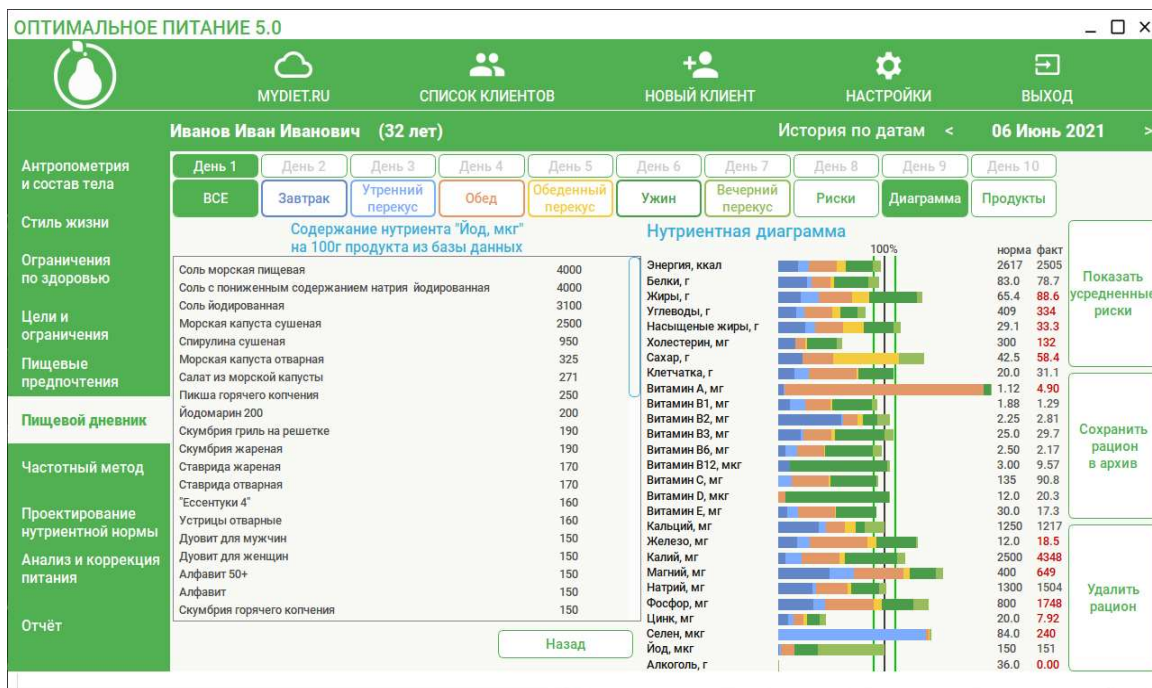 ОПТИМАЛЬНОЕ ПИТАНИЕ 5.0
MYDIET.RU
СПИСОК КЛИЕНТОВ
НОВЫЙ КЛИЕНТ
НАСТРОЙКИ
ВЫХОД
Иванов Иван Иванович (32 лет)
История по датам < 06 Июнь 2021 >
Антропометрия
и состав тела
Стиль жизни
Ограничения
по здоровью
Цели и
ограничения
Пищевые
предпочтения
Пищевой дневник
Частотный метод
Проектирование
нутриентной нормы
Анализ и коррекция
питания
Отчёт
День 1 День 2 День 3 День 4 День 5 День 6 День 7 День 8 День 9 День 10
ВСЕ
Завтрак
Утренний
перекус
Обед
Обеденный
перекус
Ужин
Вечерний
перекус
Риски
Диаграмма
Продукты
Содержание нутриента "Йод, мкг"
на 100г продукта из базы данных
Соль морская пищевая 4000
Соль с пониженным содержанием натрия йодированная 4000
Соль йодированная 3100
Морская капуста сушеная 2500
Спирулина сушеная 950
Морская капуста отварная 325
Салат из морской капусты 271
Пикша горячего копчения 250
Йодомарин 200 200
Скумбрия гриль на решетке 190
Скумбрия жареная 190
Ставрида жареная 170
Ставрида отварная 170
"Ессентуки 4" 160
Устрицы отварные 160
Дуовит для мужчин 150
Дуовит для женщин 150
Алфавит 50+ 150
Алфавит 150
Скумбрия горячего копчения 150
Назад
Нутриентная диаграмма
100% норма факт
Энергия, ккал 2617 2505
Белки, г 83.0 78.7
Жиры, г 65.4 88.6
Углеводы, г 409 334
Насыщеные жиры, г 29.1 33.3
Холестерин, мг 300 132
Сахар, г 42.5 58.4
Клетчатка, г 20.0 31.1
Витамин А, мг 1.12 4.90
Витамин В1, мг 1.88 1.29
Витамин В2, мг 2.25 2.81
Витамин В3, мг 25.0 29.7
Витамин В6, мг 2.50 2.17
Витамин В12, мкг 3.00 9.57
Витамин С, мг 135 90.8
Витамин D, мкг 12.0 20.3
Витамин Е, мг 30.0 17.3
Кальций, мг 1250 1217
Железо, мг 12.0 18.5
Калий, мг 2500 4348
Магний, мг 400 649
Натрий, мг 1300 1504
Фосфор, мг 800 1748
Цинк, мг 20.0 7.92
Селен, мкг 84.0 240
Йод, мкг 150 151
Алкоголь, г 36.0 0.00
Показать
усредненные
риски
Сохранить
рацион
в архив
Удалить
рацион